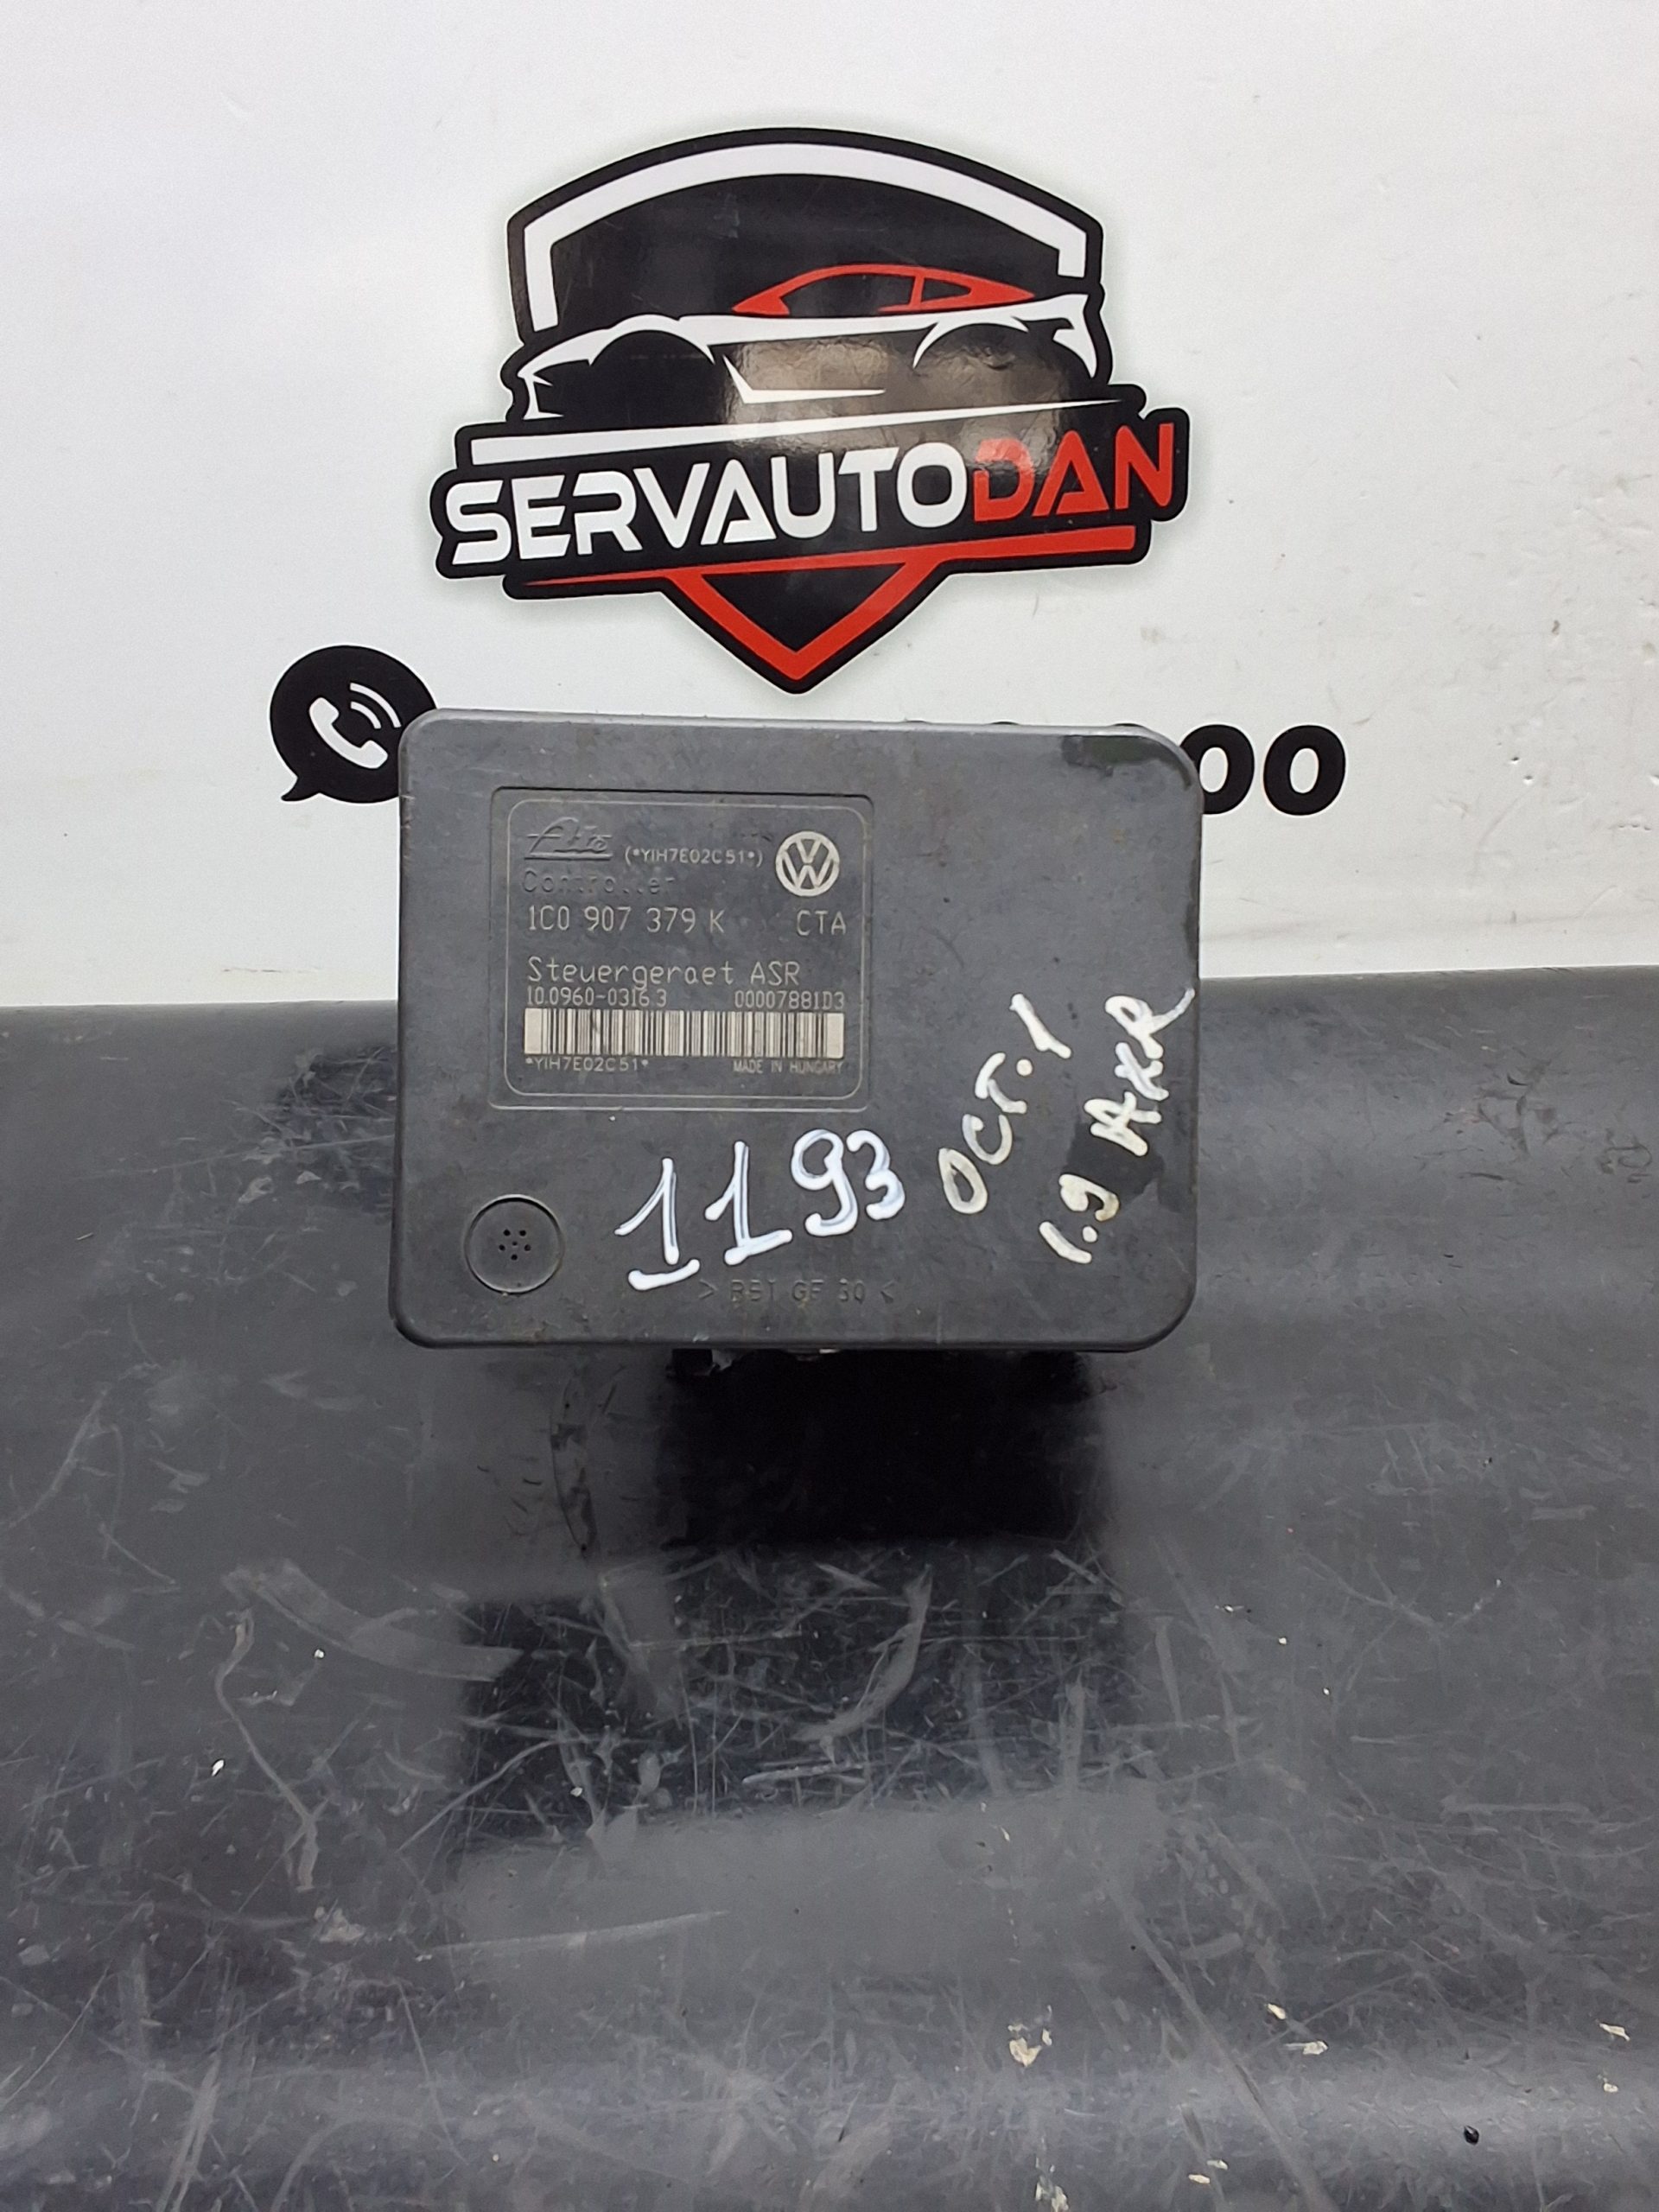 SERVAUTODAN
00
Ate (*YIH7E02C51*)
Controller
1C0 907 379 K CTA
Steuergeraet ASR
10.0960-0316.3 00007881D3
*YIH7E02C51* MADE IN HUNGARY
1193
OCT.1
1.9 AXR
> PBT GF 30 <